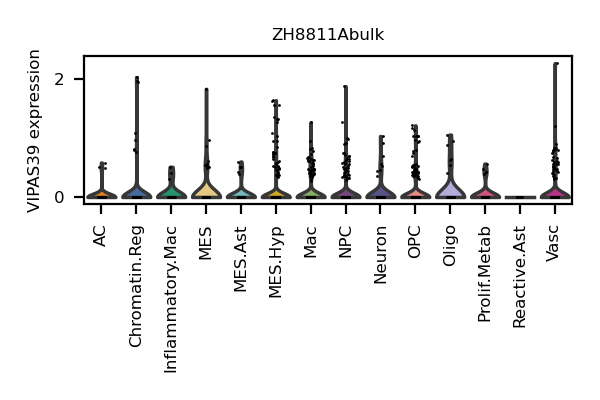 ZH8811Abulk
VIPAS39 expression
2
0
AC
Chromatin.Reg
Inflammatory.Mac
MES
MES.Ast
MES.Hyp
Mac
NPC
Neuron
OPC
Oligo
Prolif.Metab
Reactive.Ast
Vasc